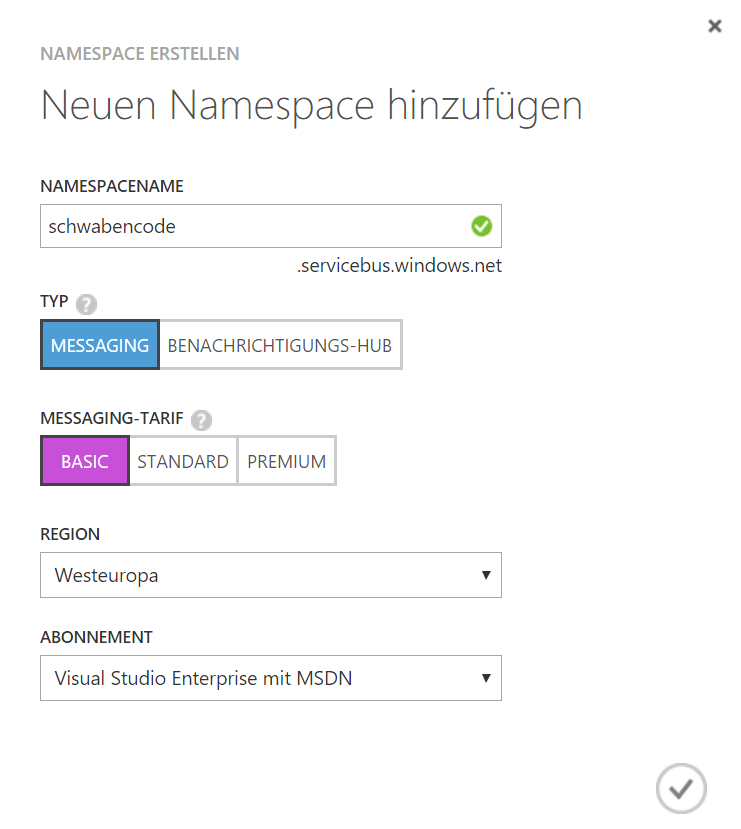 NAMESPACE ERSTELLEN
Neuen Namespace hinzufügen
NAMESPACENAME
schwabencode
.servicebus.windows.net
TYP ?
MESSAGING BENACHRICHTIGUNGS-HUB
MESSAGING-TARIF ?
BASIC STANDARD PREMIUM
REGION
Westeuropa
ABONNEMENT
Visual Studio Enterprise mit MSDN